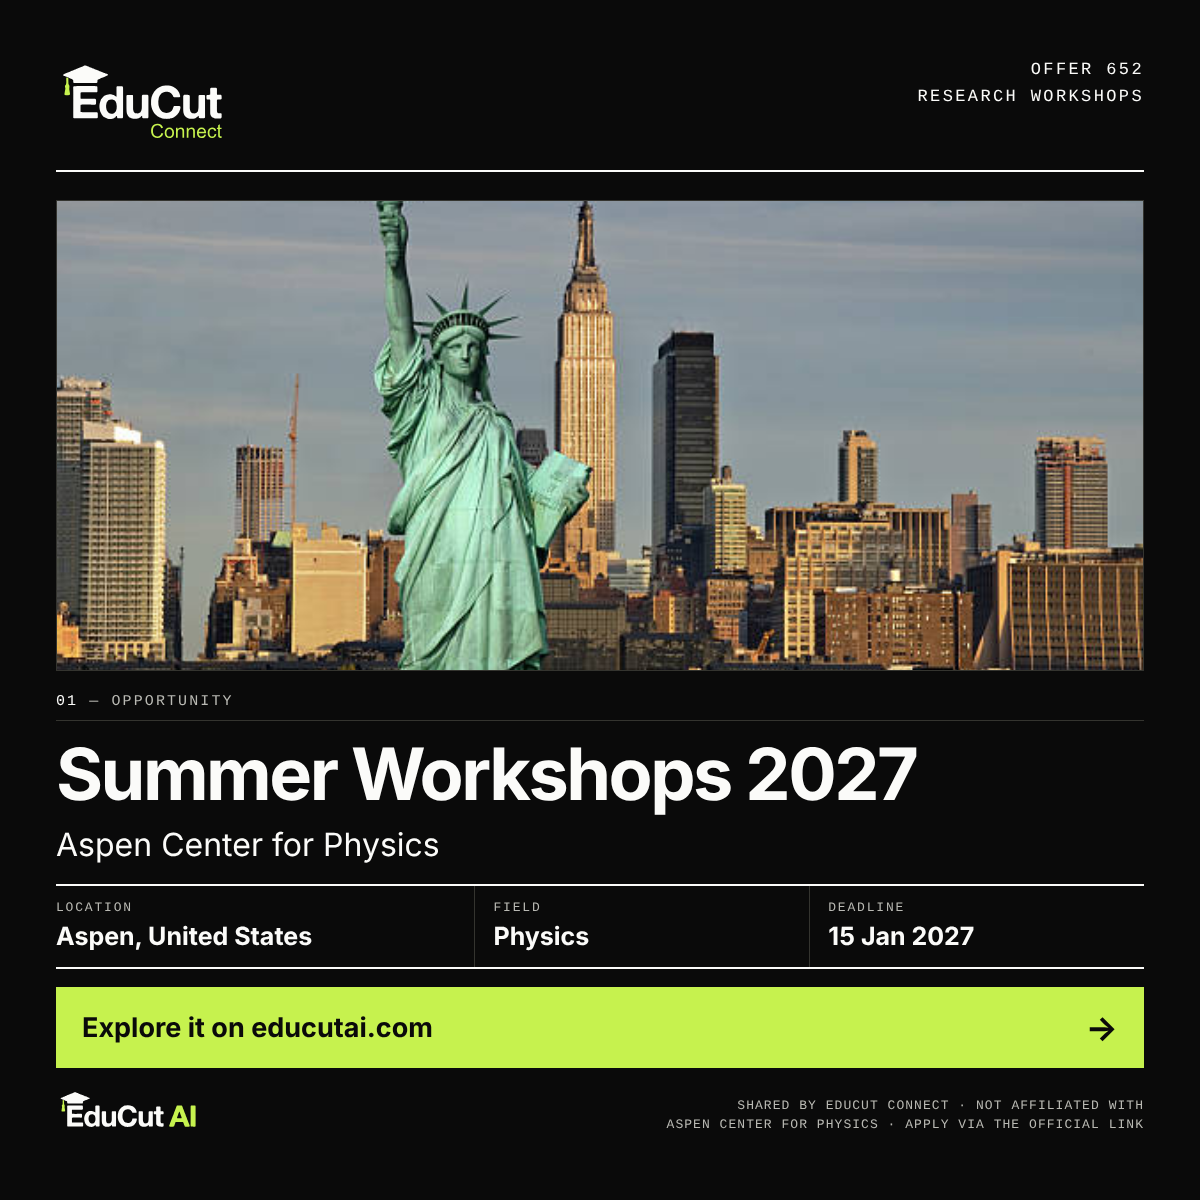 EduCut
Connect
OFFER 652
RESEARCH WORKSHOPS
01 — OPPORTUNITY
Summer Workshops 2027
Aspen Center for Physics
LOCATION
Aspen, United States
FIELD
Physics
DEADLINE
15 Jan 2027
Explore it on educutai.com →
EduCut AI
SHARED BY EDUCUT CONNECT · NOT AFFILIATED WITH
ASPEN CENTER FOR PHYSICS · APPLY VIA THE OFFICIAL LINK